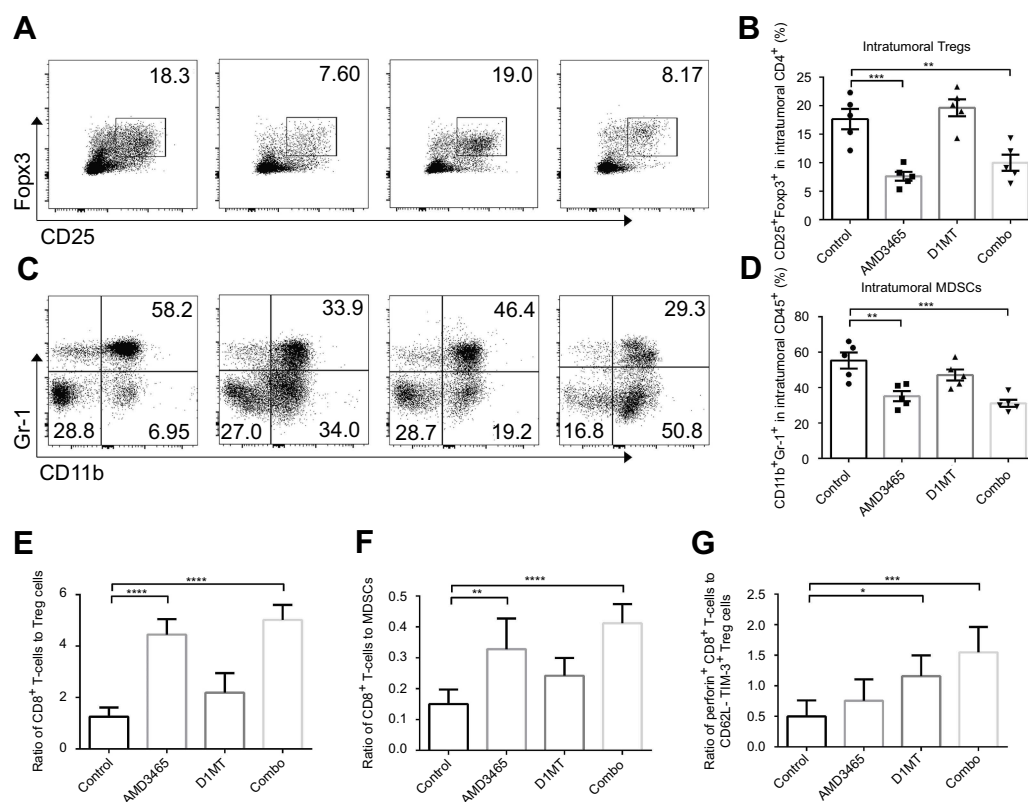 A
18.3
7.60
19.0
8.17
Fopx3
CD25
B
Intratumoral Tregs
CD25⁺Foxp3⁺ in intratumoral CD4⁺ (%)
**
***
25
20
15
10
5
0
Control
AMD3465
D1MT
Combo
C
58.2
33.9
46.4
29.3
28.8
6.95
27.0
34.0
28.7
19.2
16.8
50.8
Gr-1
CD11b
D
Intratumoral MDSCs
CD11b⁺Gr-1⁺ in intratumoral CD45⁺ (%)
***
**
80
60
40
20
0
Control
AMD3465
D1MT
Combo
E
Ratio of CD8⁺ T-cells to Treg cells
****
****
6
4
2
0
Control
AMD3465
D1MT
Combo
F
Ratio of CD8⁺ T-cells to MDSCs
****
**
0.5
0.4
0.3
0.2
0.1
0.0
Control
AMD3465
D1MT
Combo
G
Ratio of perforin⁺ CD8⁺ T-cells to
CD62L- TIM-3⁺ Treg cells
***
*
2.5
2.0
1.5
1.0
0.5
0.0
Control
AMD3465
D1MT
Combo